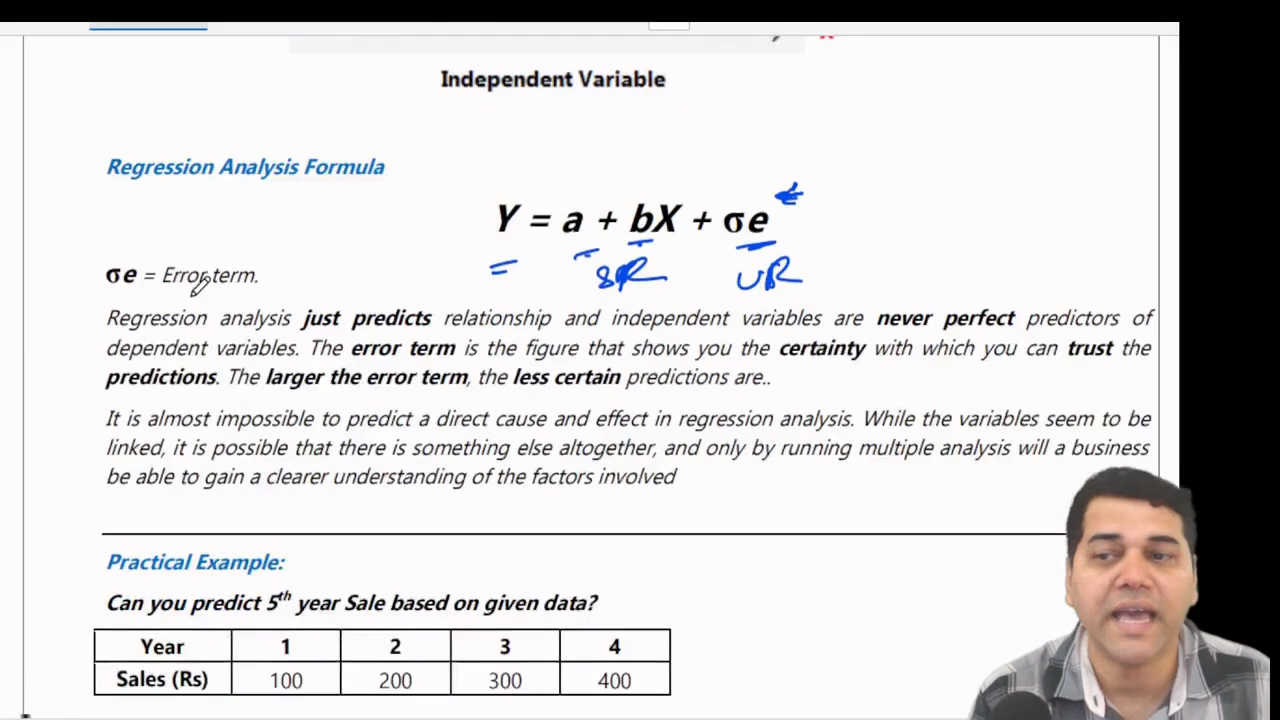 Independent Variable
Regression Analysis Formula
Y = a + bX + σe
SR UR
σe = Error term.
Regression analysis just predicts relationship and independent variables are never perfect predictors of
dependent variables. The error term is the figure that shows you the certainty with which you can trust the
predictions. The larger the error term, the less certain predictions are..
It is almost impossible to predict a direct cause and effect in regression analysis. While the variables seem to be
linked, it is possible that there is something else altogether, and only by running multiple analysis will a business
be able to gain a clearer understanding of the factors involved
Practical Example:
Can you predict 5th year Sale based on given data?
Year 1 2 3 4
Sales (Rs) 100 200 300 400